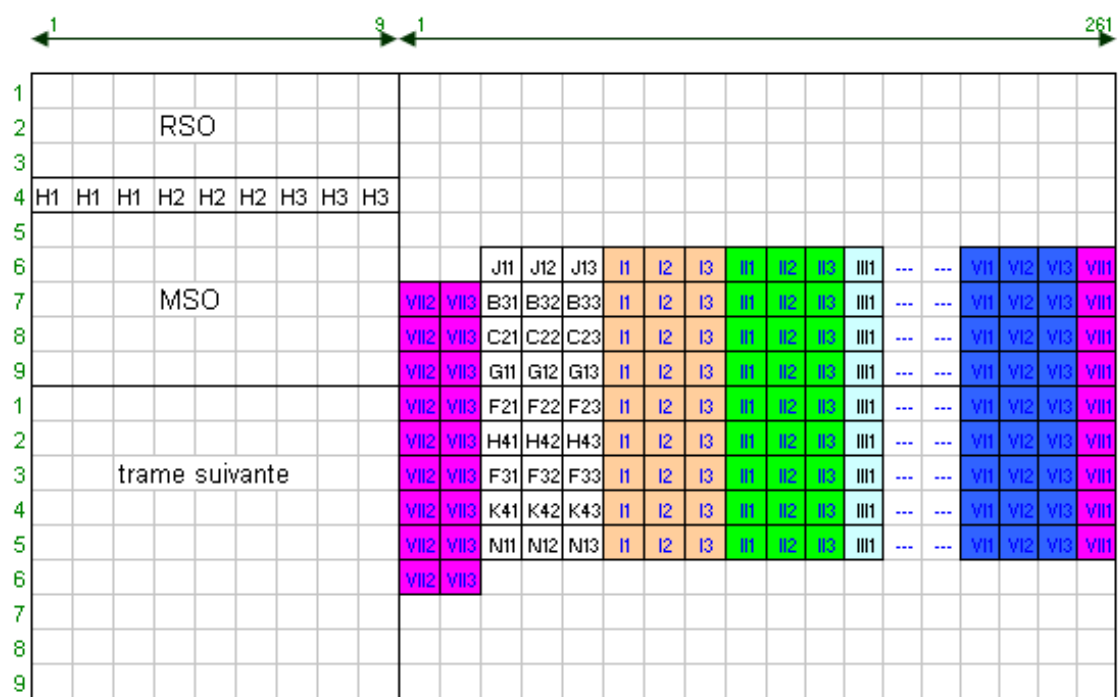 1 9 1 261
1
2 RSO
3
4 H1 H1 H1 H2 H2 H2 H3 H3 H3
5
6 J11 J12 J13 I1 I2 I3 II1 II2 II3 III1 --- --- VI1 VI2 VI3 VII1
7 MSO VII2 VII3 B31 B32 B33 I1 I2 I3 II1 II2 II3 III1 --- --- VI1 VI2 VI3 VII1
8 VII2 VII3 C21 C22 C23 I1 I2 I3 II1 II2 II3 III1 --- --- VI1 VI2 VI3 VII1
9 VII2 VII3 G11 G12 G13 I1 I2 I3 II1 II2 II3 III1 --- --- VI1 VI2 VI3 VII1
1 VII2 VII3 F21 F22 F23 I1 I2 I3 II1 II2 II3 III1 --- --- VI1 VI2 VI3 VII1
2 VII2 VII3 H41 H42 H43 I1 I2 I3 II1 II2 II3 III1 --- --- VI1 VI2 VI3 VII1
3 trame suivante VII2 VII3 F31 F32 F33 I1 I2 I3 II1 II2 II3 III1 --- --- VI1 VI2 VI3 VII1
4 VII2 VII3 K41 K42 K43 I1 I2 I3 II1 II2 II3 III1 --- --- VI1 VI2 VI3 VII1
5 VII2 VII3 N11 N12 N13 I1 I2 I3 II1 II2 II3 III1 --- --- VI1 VI2 VI3 VII1
6 VII2 VII3
7
8
9